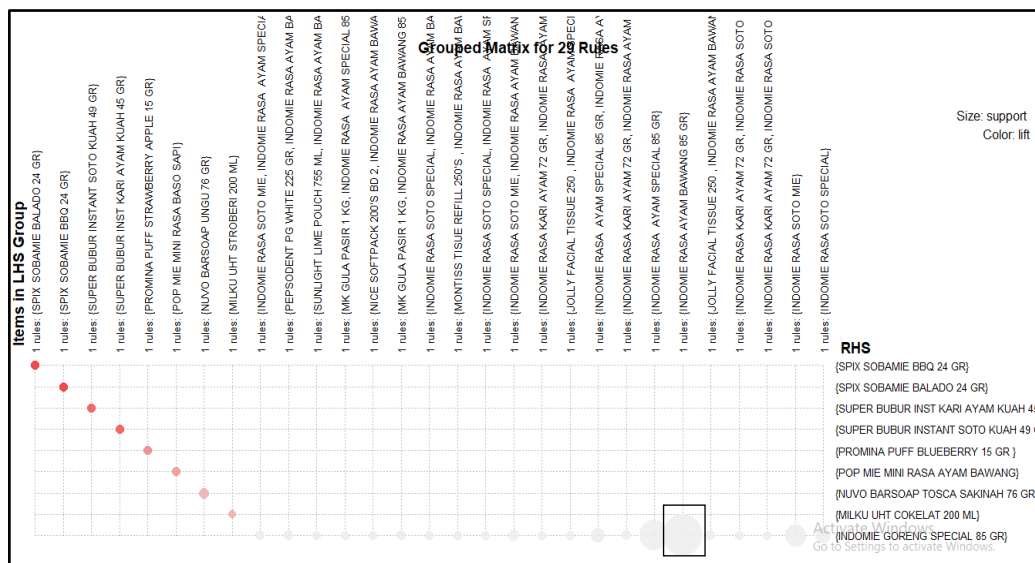 Grouped Matrix for 29 Rules
Size: support
Color: lift
Items in LHS Group
1 rules: {SPIX SOBAMIE BALADO 24 GR}
1 rules: {SPIX SOBAMIE BBQ 24 GR}
1 rules: {SUPER BUBUR INSTANT SOTO KUAH 49 GR}
1 rules: {SUPER BUBUR INST KARI AYAM KUAH 45 GR}
1 rules: {PROMINA PUFF STRAWBERRY APPLE 15 GR}
1 rules: {POP MIE MINI RASA BASO SAPI}
1 rules: {NUVO BARSOAP UNGU 76 GR}
1 rules: {MILKU UHT STROBERI 200 ML}
1 rules: {INDOMIE RASA SOTO MIE, INDOMIE RASA AYAM SPECIA
1 rules: {PEPSODENT PG WHITE 225 GR, INDOMIE RASA AYAM BA
1 rules: {SUNLIGHT LIME POUCH 755 ML, INDOMIE RASA AYAM BA
1 rules: {MK GULA PASIR 1 KG, INDOMIE RASA AYAM SPECIAL 85
1 rules: {NICE SOFTPACK 200'S BD 2, INDOMIE RASA AYAM BAWA
1 rules: {MK GULA PASIR 1 KG, INDOMIE RASA AYAM BAWANG 85
1 rules: {INDOMIE RASA SOTO SPECIAL, INDOMIE RASA AYAM BA
1 rules: {MONTISS TISUE REFILL 250'S , INDOMIE RASA AYAM BAW
1 rules: {INDOMIE RASA SOTO SPECIAL, INDOMIE RASA AYAM SP
1 rules: {INDOMIE RASA SOTO MIE, INDOMIE RASA AYAM BAWAN
1 rules: {INDOMIE RASA KARI AYAM 72 GR, INDOMIE RASA AYAM
1 rules: {JOLLY FACIAL TISSUE 250 , INDOMIE RASA AYAM SPECI
1 rules: {INDOMIE RASA AYAM SPECIAL 85 GR, INDOMIE RASA AY
1 rules: {INDOMIE RASA KARI AYAM 72 GR, INDOMIE RASA AYAM
1 rules: {INDOMIE RASA AYAM SPECIAL 85 GR}
1 rules: {INDOMIE RASA AYAM BAWANG 85 GR}
1 rules: {JOLLY FACIAL TISSUE 250 , INDOMIE RASA AYAM BAWAN
1 rules: {INDOMIE RASA KARI AYAM 72 GR, INDOMIE RASA SOTO
1 rules: {INDOMIE RASA KARI AYAM 72 GR, INDOMIE RASA SOTO
1 rules: {INDOMIE RASA SOTO MIE}
1 rules: {INDOMIE RASA SOTO SPECIAL}
RHS
{SPIX SOBAMIE BBQ 24 GR}
{SPIX SOBAMIE BALADO 24 GR}
{SUPER BUBUR INST KARI AYAM KUAH 45
{SUPER BUBUR INSTANT SOTO KUAH 49 G
{PROMINA PUFF BLUEBERRY 15 GR }
{POP MIE MINI RASA AYAM BAWANG}
{NUVO BARSOAP TOSCA SAKINAH 76 GR
{MILKU UHT COKELAT 200 ML}
{INDOMIE GORENG SPECIAL 85 GR}
Activate Windows
Go to Settings to activate Windows.